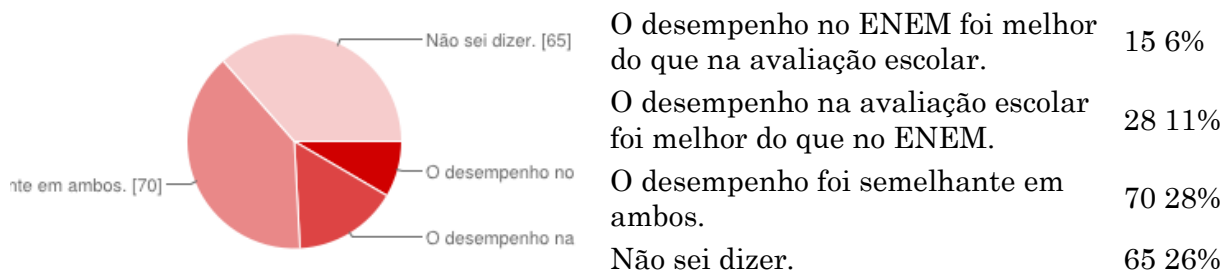 Não sei dizer. [65]
nte em ambos. [70]
O desempenho no
O desempenho na
O desempenho no ENEM foi melhor
do que na avaliação escolar.
15 6%
O desempenho na avaliação escolar
foi melhor do que no ENEM.
28 11%
O desempenho foi semelhante em
ambos.
70 28%
Não sei dizer.
65 26%